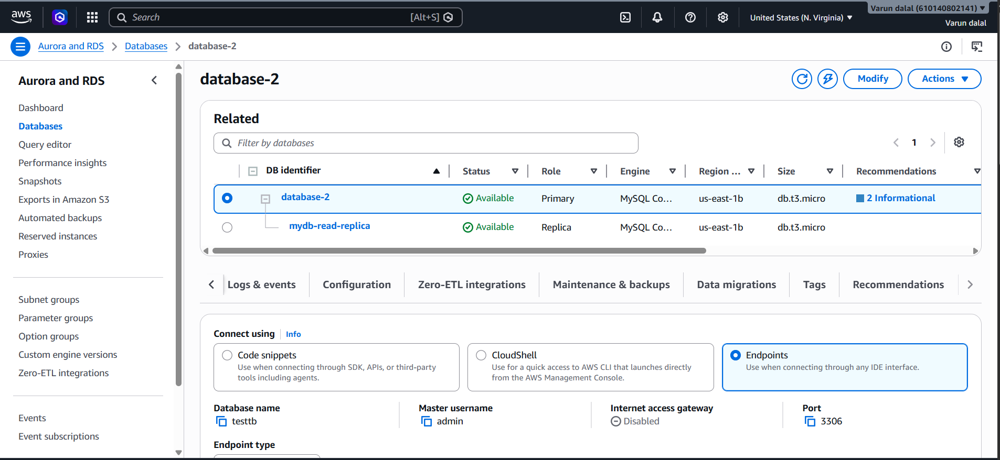 aws
Search
[Alt+S]
United States (N. Virginia)
Varun dalal (610140802141)
Varun dalal
Aurora and RDS
Databases
database-2
Aurora and RDS
Dashboard
Databases
Query editor
Performance insights
Snapshots
Exports in Amazon S3
Automated backups
Reserved instances
Proxies
Subnet groups
Parameter groups
Option groups
Custom engine versions
Zero-ETL integrations
Events
Event subscriptions
database-2
Modify
Actions
Related
Filter by databases
1
DB identifier Status Role Engine Region ... Size Recommendations
database-2 Available Primary MySQL Co... us-east-1b db.t3.micro 2 Informational
mydb-read-replica Available Replica MySQL Co... us-east-1b db.t3.micro
Logs & events Configuration Zero-ETL integrations Maintenance & backups Data migrations Tags Recommendations
Connect using Info
Code snippets
Use when connecting through SDK, APIs, or third-party
tools including agents.
CloudShell
Use for a quick access to AWS CLI that launches directly
from the AWS Management Console.
Endpoints
Use when connecting through any IDE interface.
Database name
testtb
Master username
admin
Internet access gateway
Disabled
Port
3306
Endpoint type